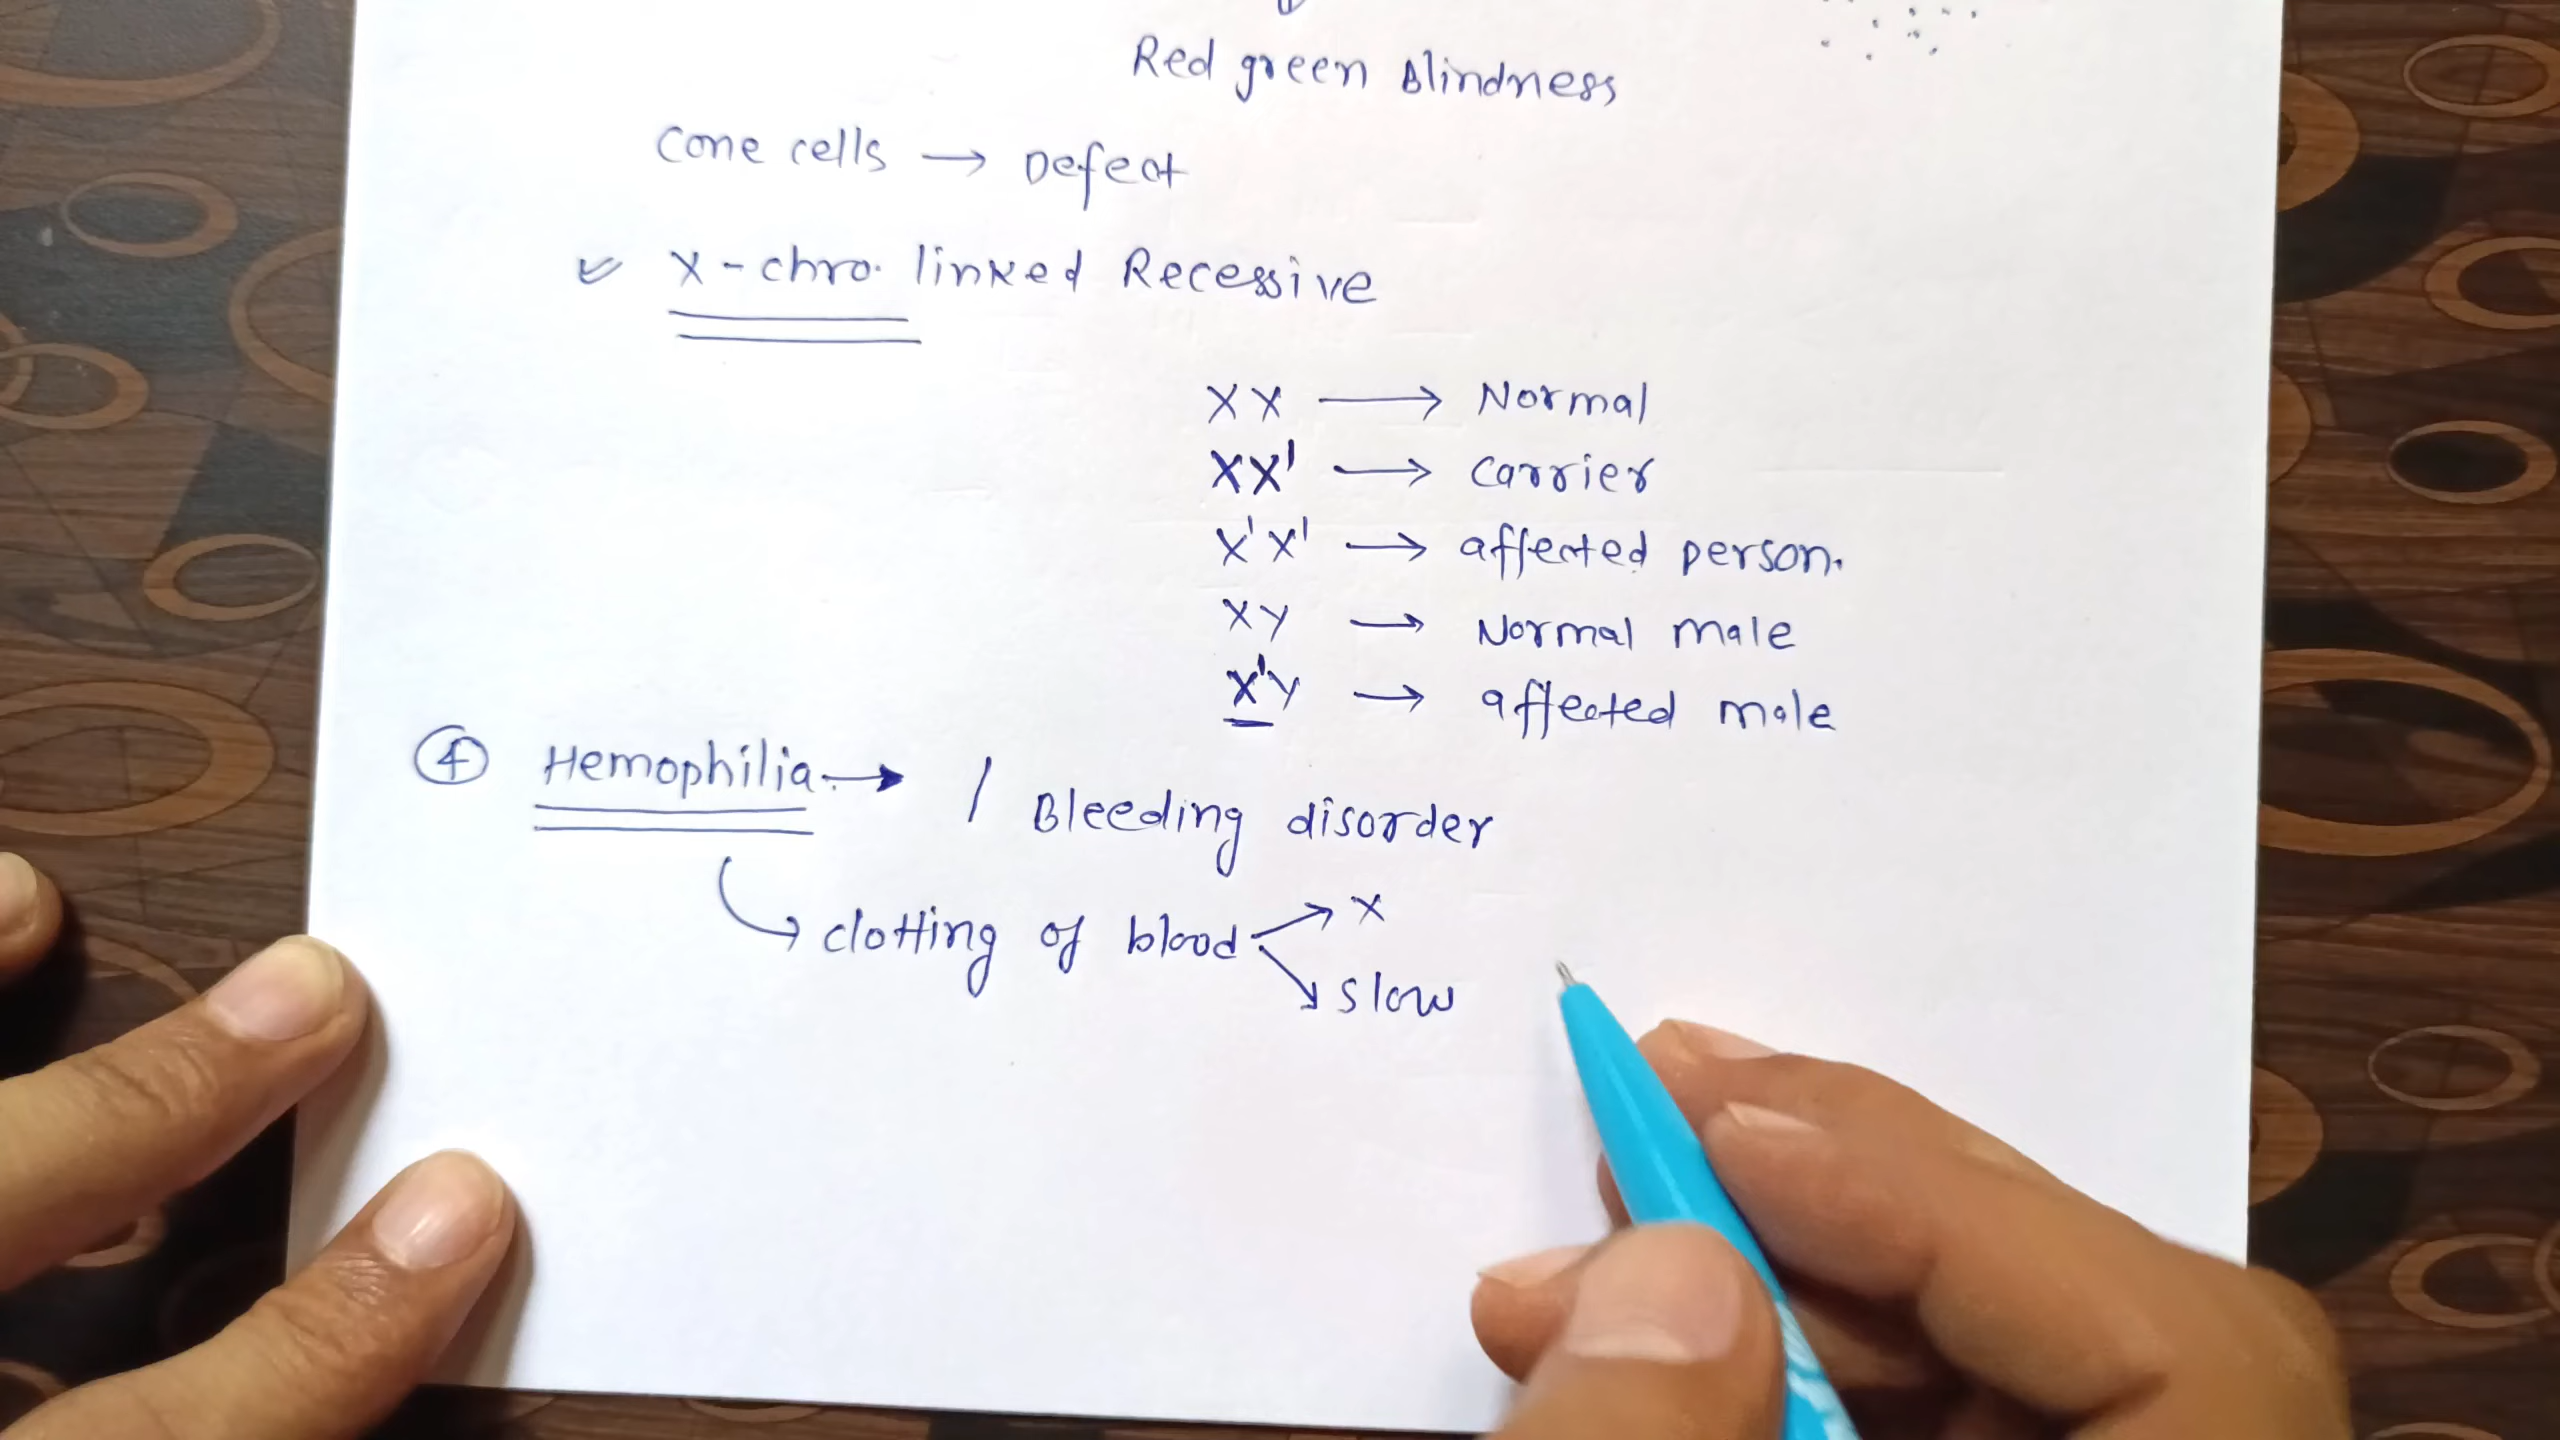 Red green Blindness
Cone cells → Defect
✓ X-chro. linked Recessive
XX → Normal
XX' → carrier
X'X' → affected person.
XY → Normal male
X'Y → affected male
④ Hemophilia → / Bleeding disorder
↳ clotting of blood → X
→ slow